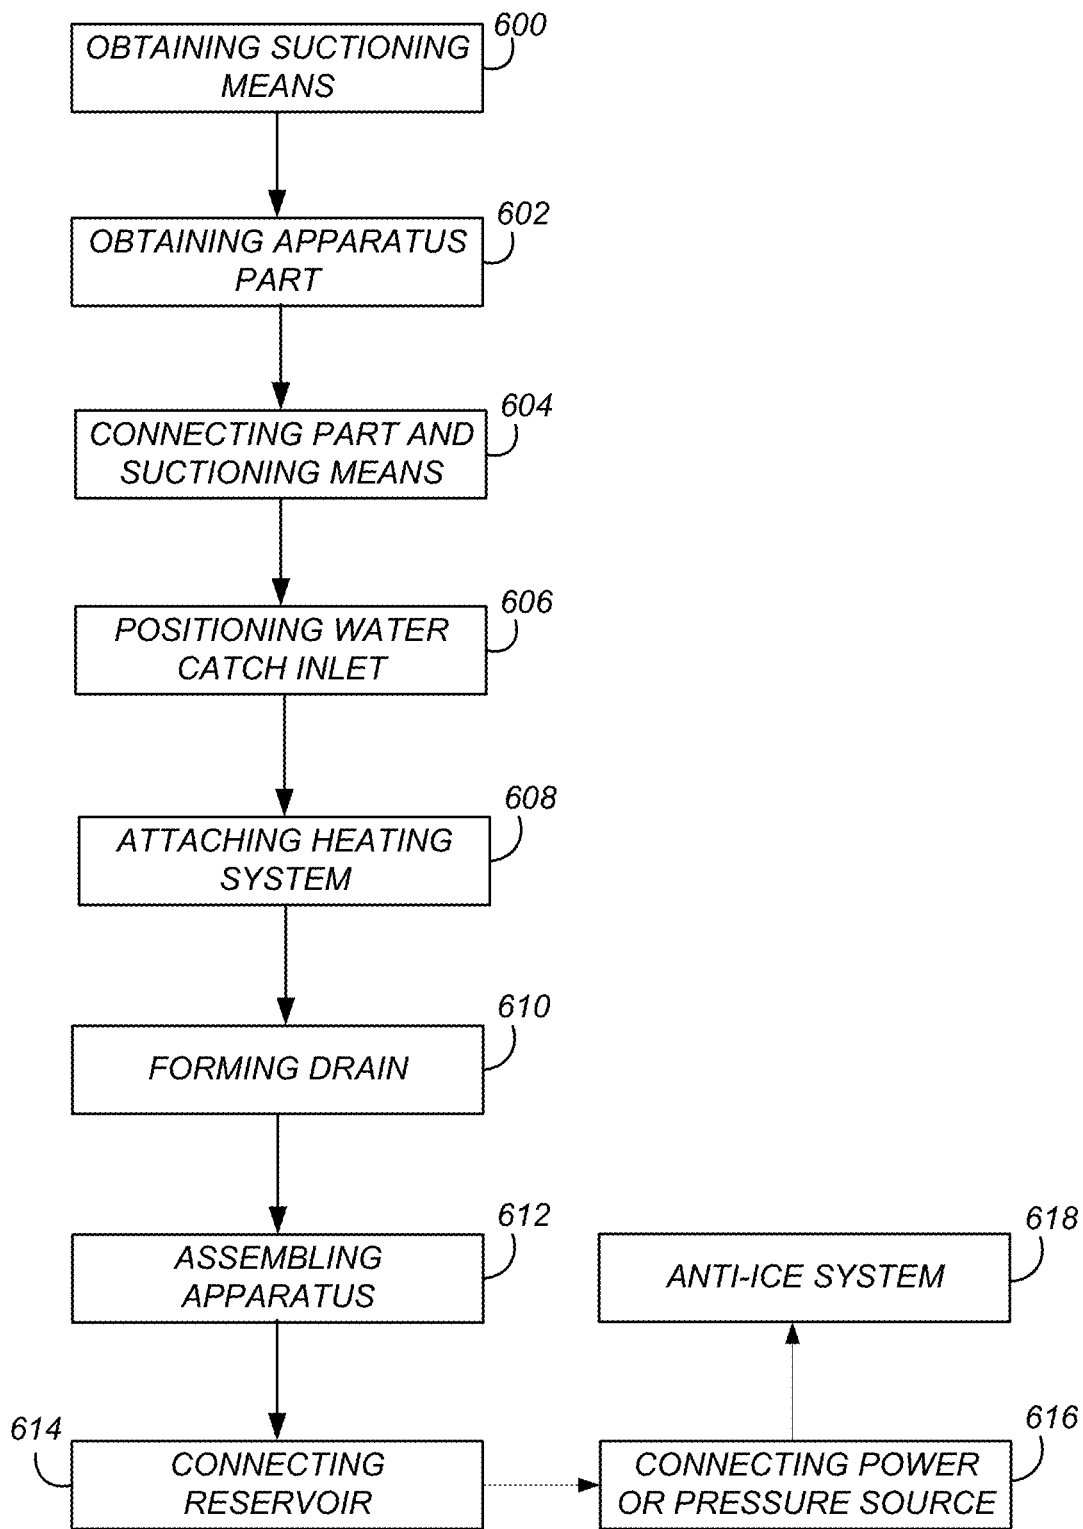 600
OBTAINING SUCTIONING
MEANS
602
OBTAINING APPARATUS
PART
604
CONNECTING PART AND
SUCTIONING MEANS
606
POSITIONING WATER
CATCH INLET
608
ATTACHING HEATING
SYSTEM
610
FORMING DRAIN
612
ASSEMBLING
APPARATUS
614
CONNECTING
RESERVOIR
616
CONNECTING POWER
OR PRESSURE SOURCE
618
ANTI-ICE SYSTEM